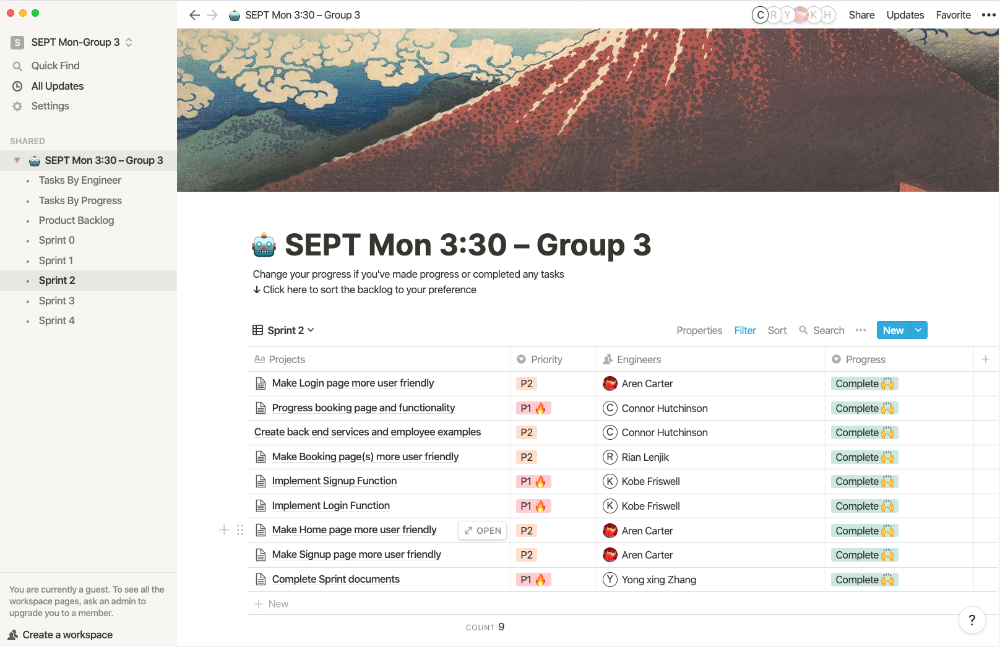 SEPT Mon 3:30 – Group 3
C R Y K H
Share Updates Favorite •••
S SEPT Mon-Group 3
Quick Find
All Updates
Settings
SHARED
SEPT Mon 3:30 – Group 3
• Tasks By Engineer
• Tasks By Progress
• Product Backlog
• Sprint 0
• Sprint 1
• Sprint 2
• Sprint 3
• Sprint 4
You are currently a guest. To see all the
workspace pages, ask an admin to
upgrade you to a member.
Create a workspace
SEPT Mon 3:30 – Group 3
Change your progress if you've made progress or completed any tasks
↓ Click here to sort the backlog to your preference
Sprint 2
Properties Filter Sort Search ••• New
Aa Projects Priority Engineers Progress +
Make Login page more user friendly P2 Aren Carter Complete 🙌
Progress booking page and functionality P1 🔥 C Connor Hutchinson Complete 🙌
Create back end services and employee examples P2 C Connor Hutchinson Complete 🙌
Make Booking page(s) more user friendly P2 R Rian Lenjik Complete 🙌
Implement Signup Function P1 🔥 K Kobe Friswell Complete 🙌
Implement Login Function P1 🔥 K Kobe Friswell Complete 🙌
Make Home page more user friendly OPEN P2 Aren Carter Complete 🙌
Make Signup page more user friendly P2 Aren Carter Complete 🙌
Complete Sprint documents P1 🔥 Y Yong xing Zhang Complete 🙌
+ New
COUNT 9
?